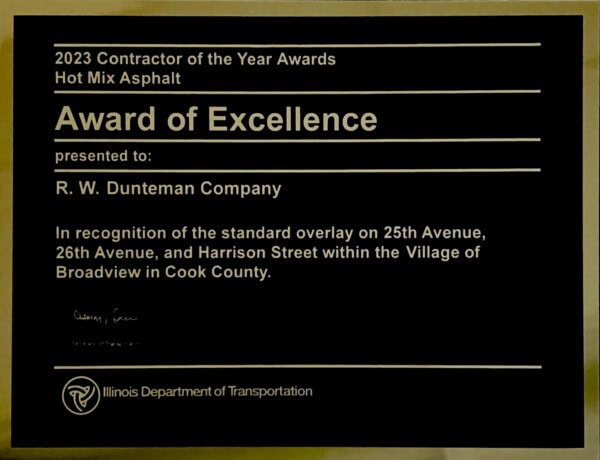 2023 Contractor of the Year Awards
Hot Mix Asphalt
Award of Excellence
presented to:
R. W. Dunteman Company
In recognition of the standard overlay on 25th Avenue,
26th Avenue, and Harrison Street within the Village of
Broadview in Cook County.
Illinois Department of Transportation